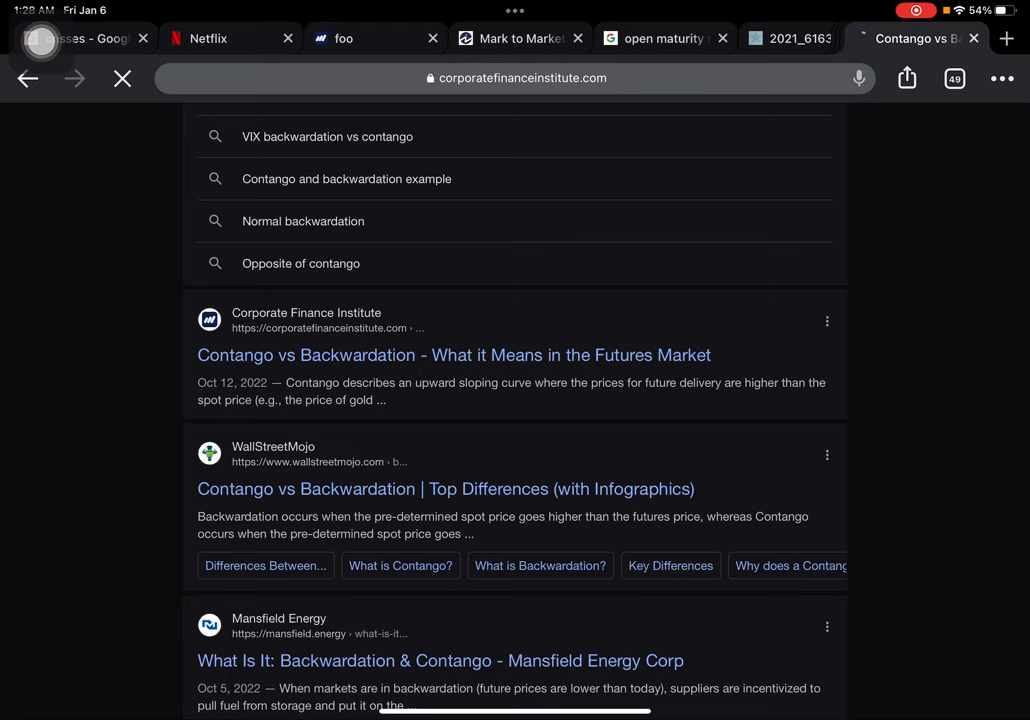 1:28 AM Fri Jan 6
54%
classes - Googl
Netflix
foo
Mark to Market
open maturity
2021_6163
Contango vs Ba
corporatefinanceinstitute.com
49
VIX backwardation vs contango
Contango and backwardation example
Normal backwardation
Opposite of contango
Corporate Finance Institute
https://corporatefinanceinstitute.com › ...
Contango vs Backwardation - What it Means in the Futures Market
Oct 12, 2022 — Contango describes an upward sloping curve where the prices for future delivery are higher than the
spot price (e.g., the price of gold ...
WallStreetMojo
https://www.wallstreetmojo.com › b...
Contango vs Backwardation | Top Differences (with Infographics)
Backwardation occurs when the pre-determined spot price goes higher than the futures price, whereas Contango
occurs when the pre-determined spot price goes ...
Differences Between...
What is Contango?
What is Backwardation?
Key Differences
Why does a Contang
Mansfield Energy
https://mansfield.energy › what-is-it...
What Is It: Backwardation & Contango - Mansfield Energy Corp
Oct 5, 2022 — When markets are in backwardation (future prices are lower than today), suppliers are incentivized to
pull fuel from storage and put it on the ...